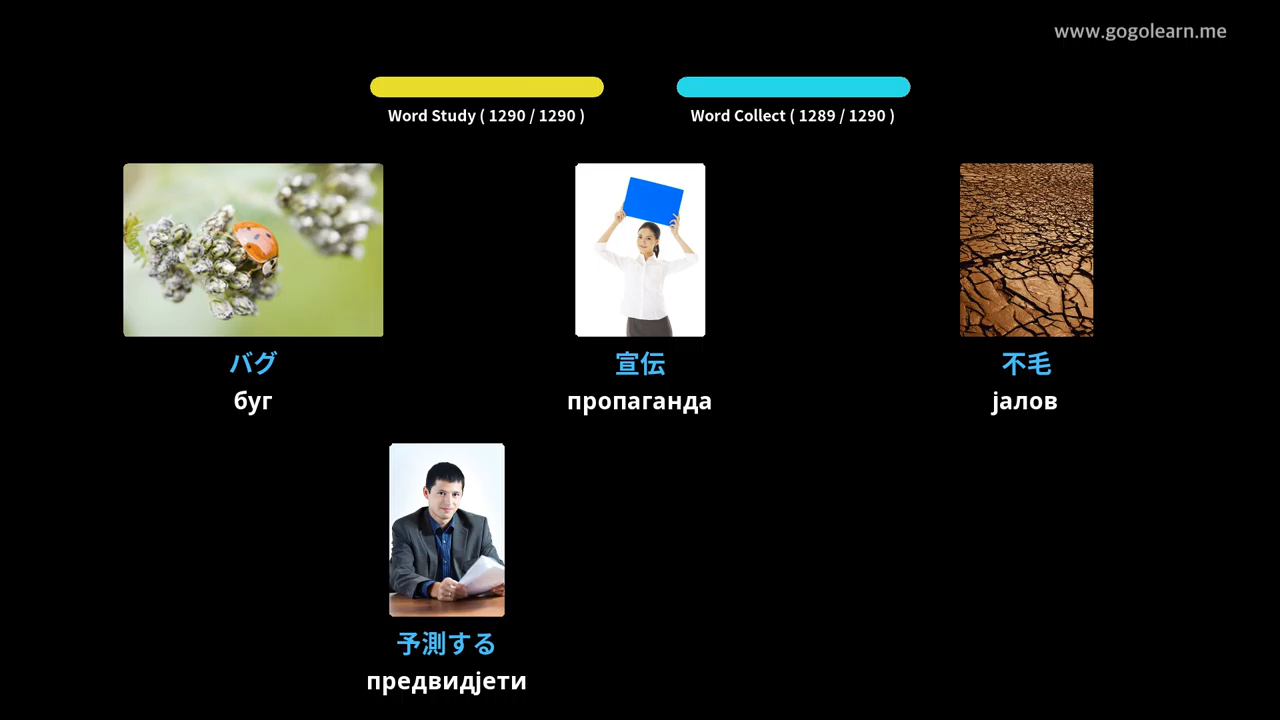 www.gogolearn.me
Word Study ( 1290 / 1290 )
Word Collect ( 1289 / 1290 )
バグ
буг
宣伝
пропаганда
不毛
јалов
予測する
предвидјети